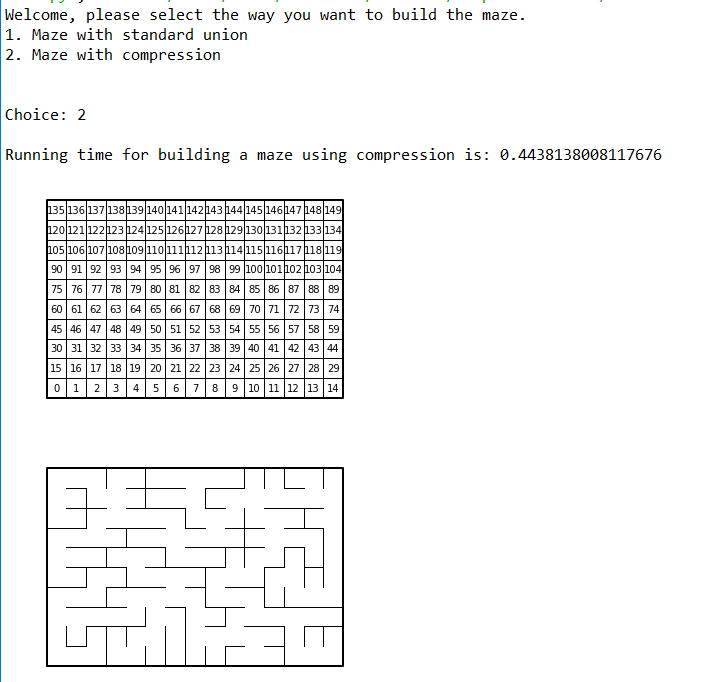 Welcome, please select the way you want to build the maze.
1. Maze with standard union
2. Maze with compression
Choice: 2
Running time for building a maze using compression is: 0.4438138008117676
135 136 137 138 139 140 141 142 143 144 145 146 147 148 149
120 121 122 123 124 125 126 127 128 129 130 131 132 133 134
105 106 107 108 109 110 111 112 113 114 115 116 117 118 119
90 91 92 93 94 95 96 97 98 99 100 101 102 103 104
75 76 77 78 79 80 81 82 83 84 85 86 87 88 89
60 61 62 63 64 65 66 67 68 69 70 71 72 73 74
45 46 47 48 49 50 51 52 53 54 55 56 57 58 59
30 31 32 33 34 35 36 37 38 39 40 41 42 43 44
15 16 17 18 19 20 21 22 23 24 25 26 27 28 29
0 1 2 3 4 5 6 7 8 9 10 11 12 13 14